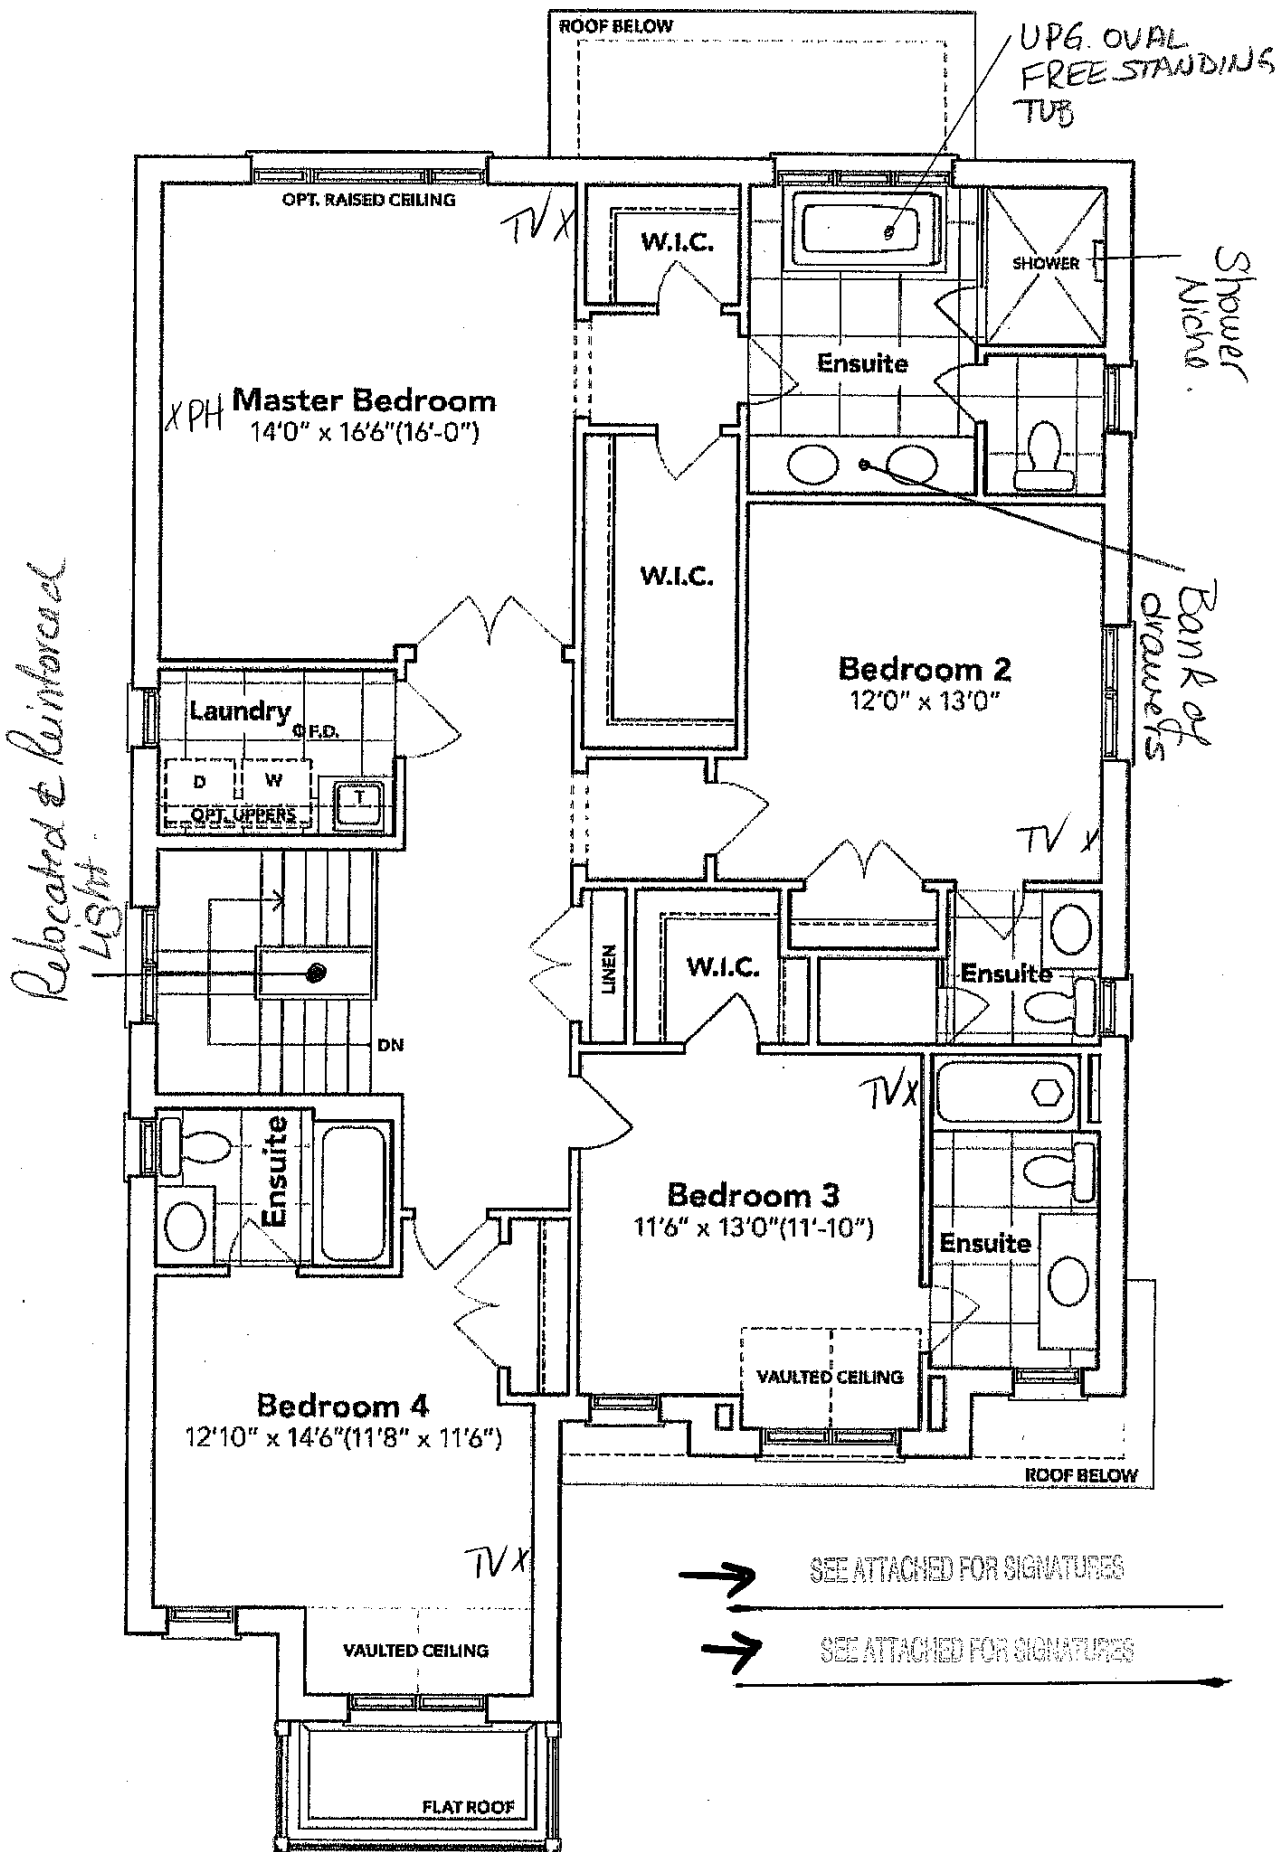 ROOF BELOW
UPG. OVAL
FREE STANDING
TUB
OPT. RAISED CEILING
TV X
W.I.C.
SHOWER
Shower
Niche.
Ensuite
X PH
Master Bedroom
14'0" x 16'6"(16'-0")
W.I.C.
Bank of
drawers
Bedroom 2
12'0" x 13'0"
Relocated & Reinforced
Light
Laundry
F.D.
D
W
T
OPT. UPPERS
TV X
LINEN
W.I.C.
Ensuite
DN
TV X
Ensuite
Bedroom 3
11'6" x 13'0"(11'-10")
Ensuite
VAULTED CEILING
Bedroom 4
12'10" x 14'6"(11'8" x 11'6")
ROOF BELOW
TV X
SEE ATTACHED FOR SIGNATURES
SEE ATTACHED FOR SIGNATURES
VAULTED CEILING
FLAT ROOF